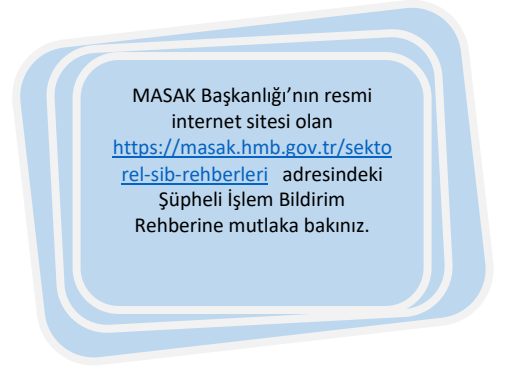 MASAK Başkanlığı’nın resmi
internet sitesi olan
https://masak.hmb.gov.tr/sekto
rel-sib-rehberleri adresindeki
Şüpheli İşlem Bildirim
Rehberine mutlaka bakınız.